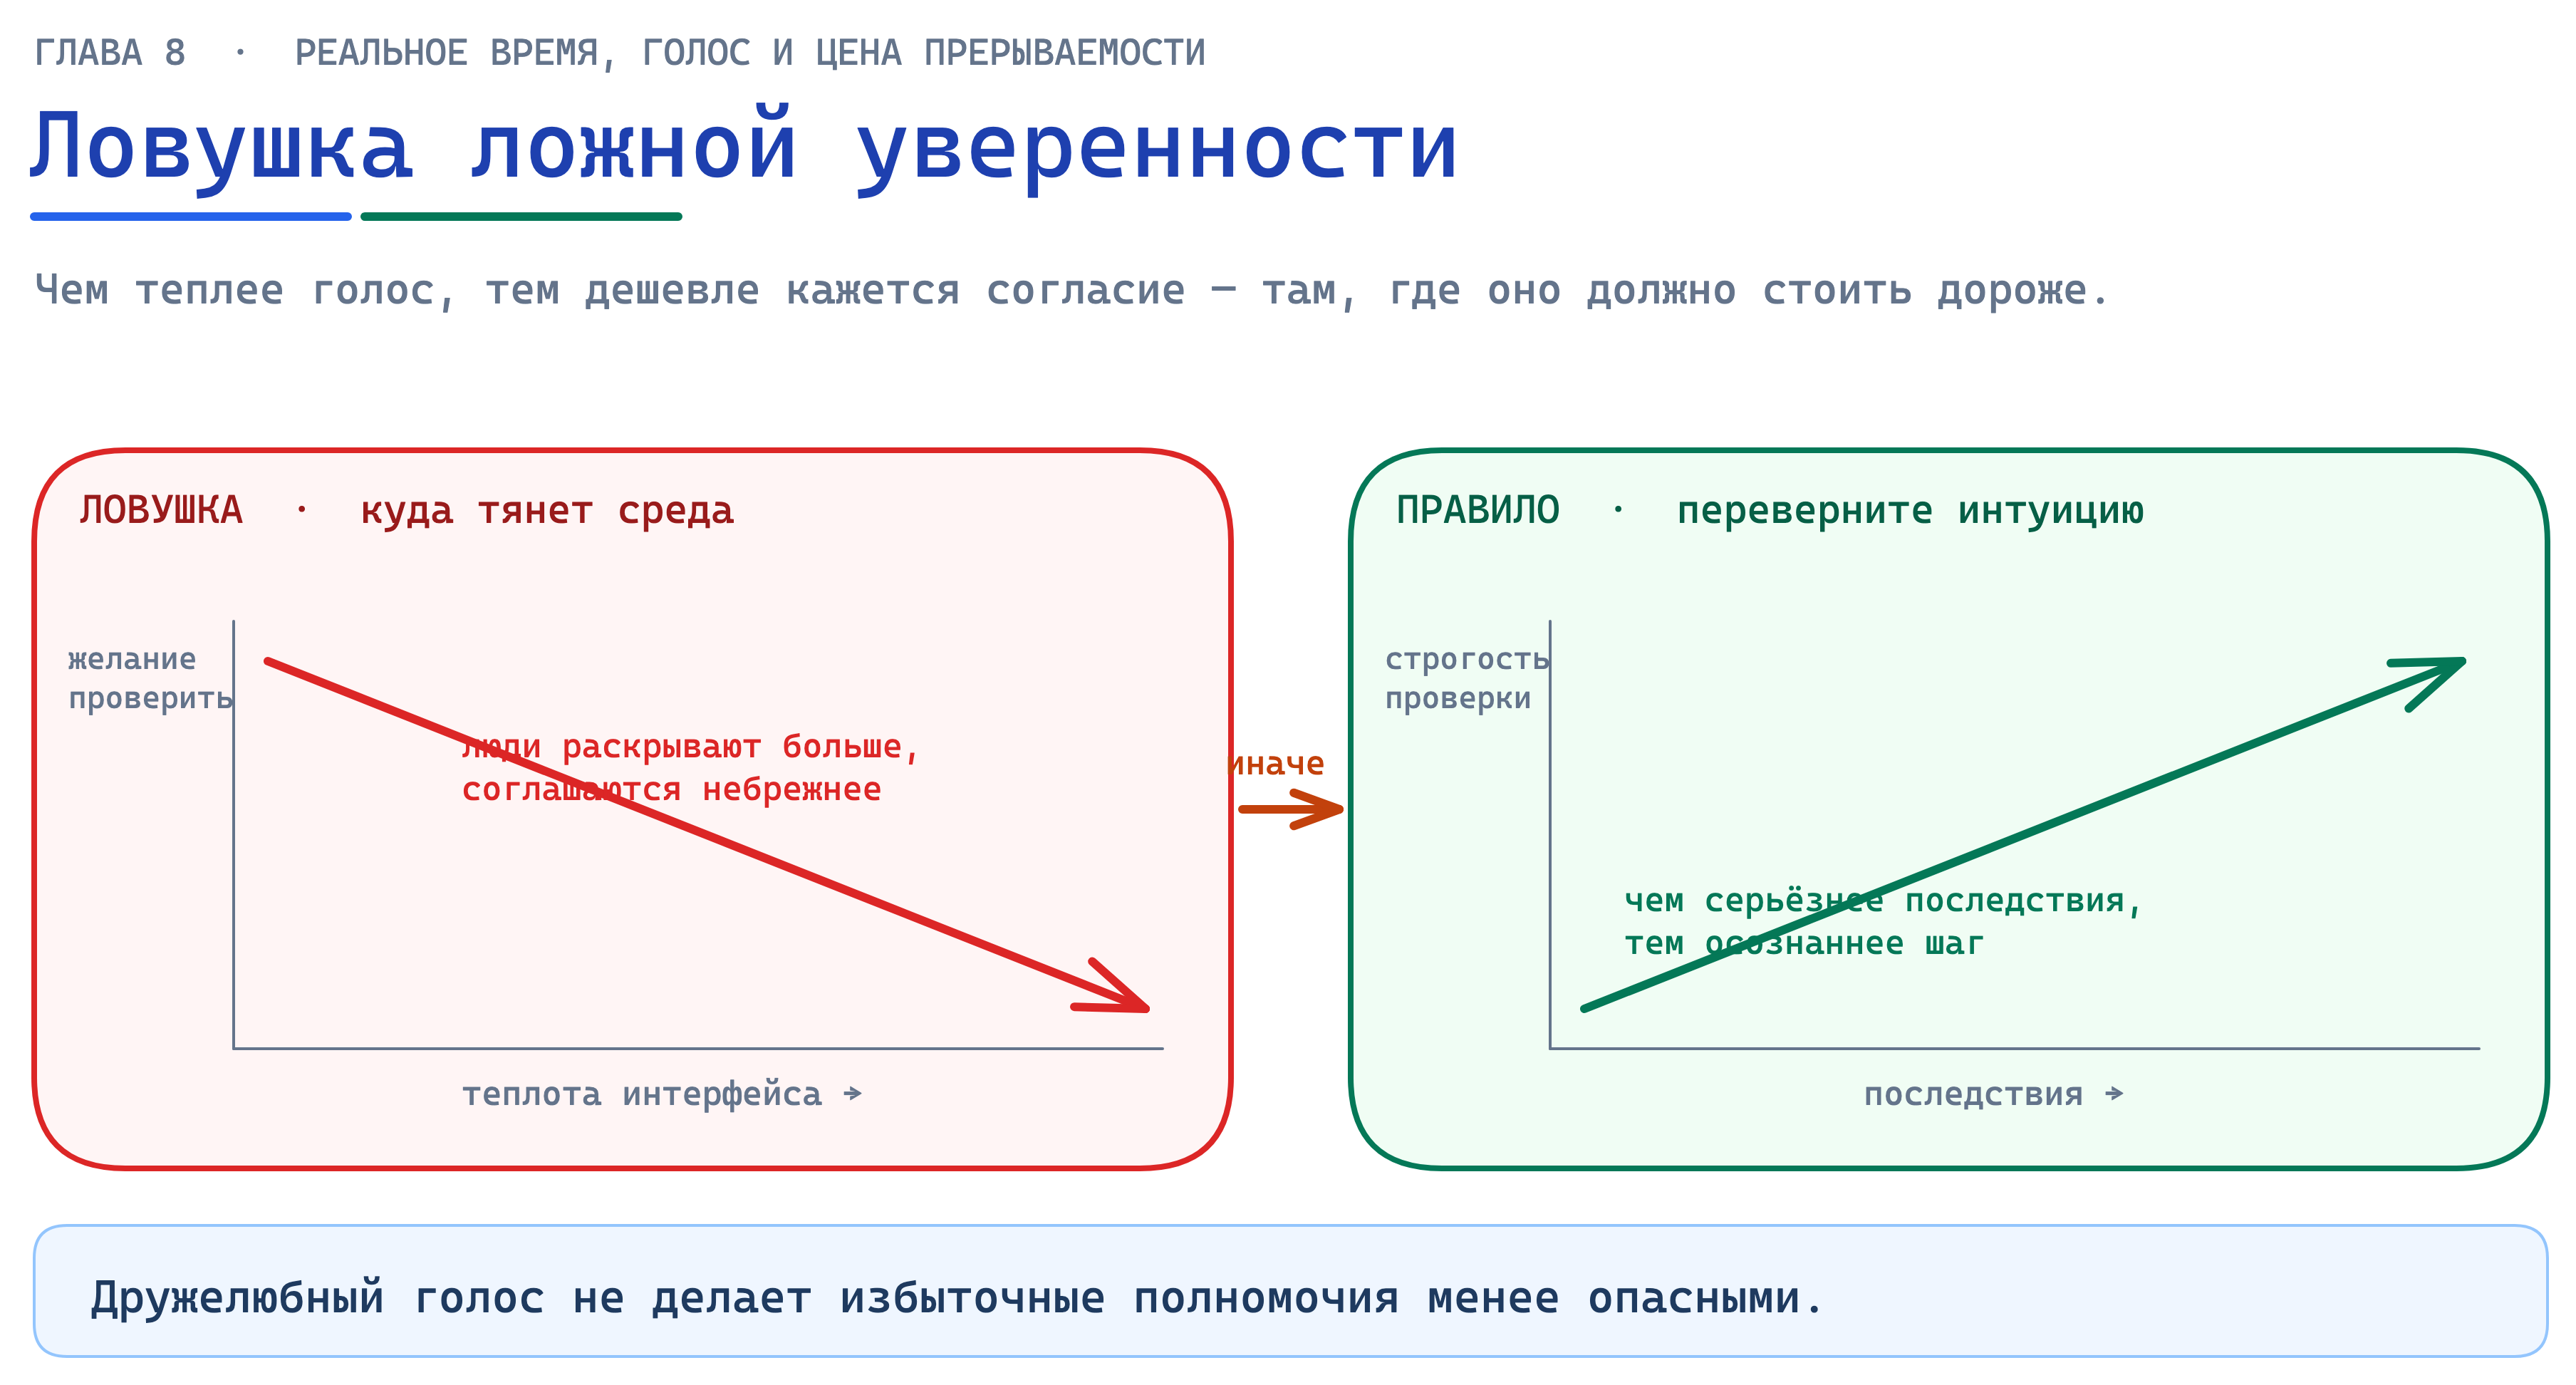 ГЛАВА 8 · РЕАЛЬНОЕ ВРЕМЯ, ГОЛОС И ЦЕНА ПРЕРЫВАЕМОСТИ
Ловушка ложной уверенности
Чем теплее голос, тем дешевле кажется согласие — там, где оно должно стоить дороже.
ЛОВУШКА · куда тянет среда
желание
проверить
люди раскрывают больше,
соглашаются небрежнее
теплота интерфейса →
иначе
ПРАВИЛО · переверните интуицию
строгость
проверки
чем серьёзнее последствия,
тем осознаннее шаг
последствия →
Дружелюбный голос не делает избыточные полномочия менее опасными.